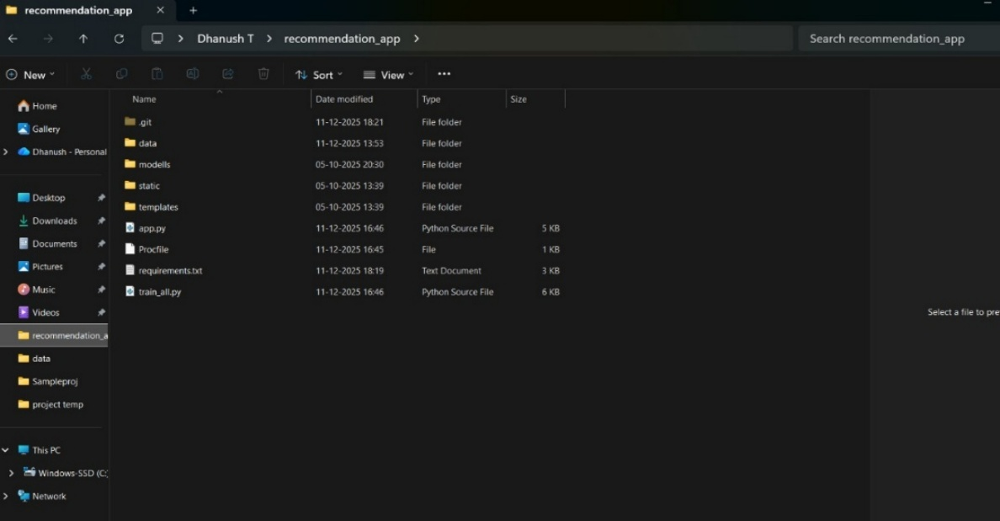 recommendation_app
Dhanush T > recommendation_app >
Search recommendation_app
New
Sort
View
Name Date modified Type Size
Home
Gallery
Dhanush - Personal
Desktop
Downloads
Documents
Pictures
Music
Videos
recommendation_a
data
Sampleproj
project temp
This PC
Windows-SSD (C:)
Network
.git 11-12-2025 18:21 File folder
data 11-12-2025 13:53 File folder
modells 05-10-2025 20:30 File folder
static 05-10-2025 13:39 File folder
templates 05-10-2025 13:39 File folder
app.py 11-12-2025 16:46 Python Source File 5 KB
Procfile 11-12-2025 16:45 File 1 KB
requirements.txt 11-12-2025 18:19 Text Document 3 KB
train_all.py 11-12-2025 16:46 Python Source File 6 KB
Select a file to pre